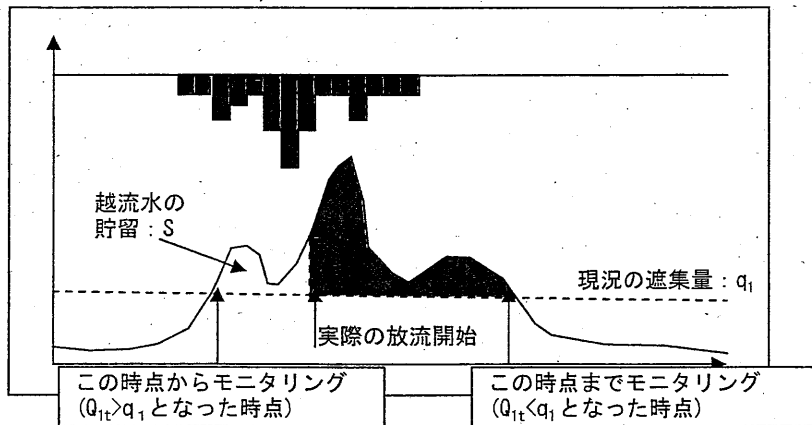 越流水の
貯留：S
現況の遮集量：q₁
実際の放流開始
この時点からモニタリング
(Q₁ₜ>q₁となった時点)
この時点までモニタリング
(Q₁ₜ<q₁となった時点)